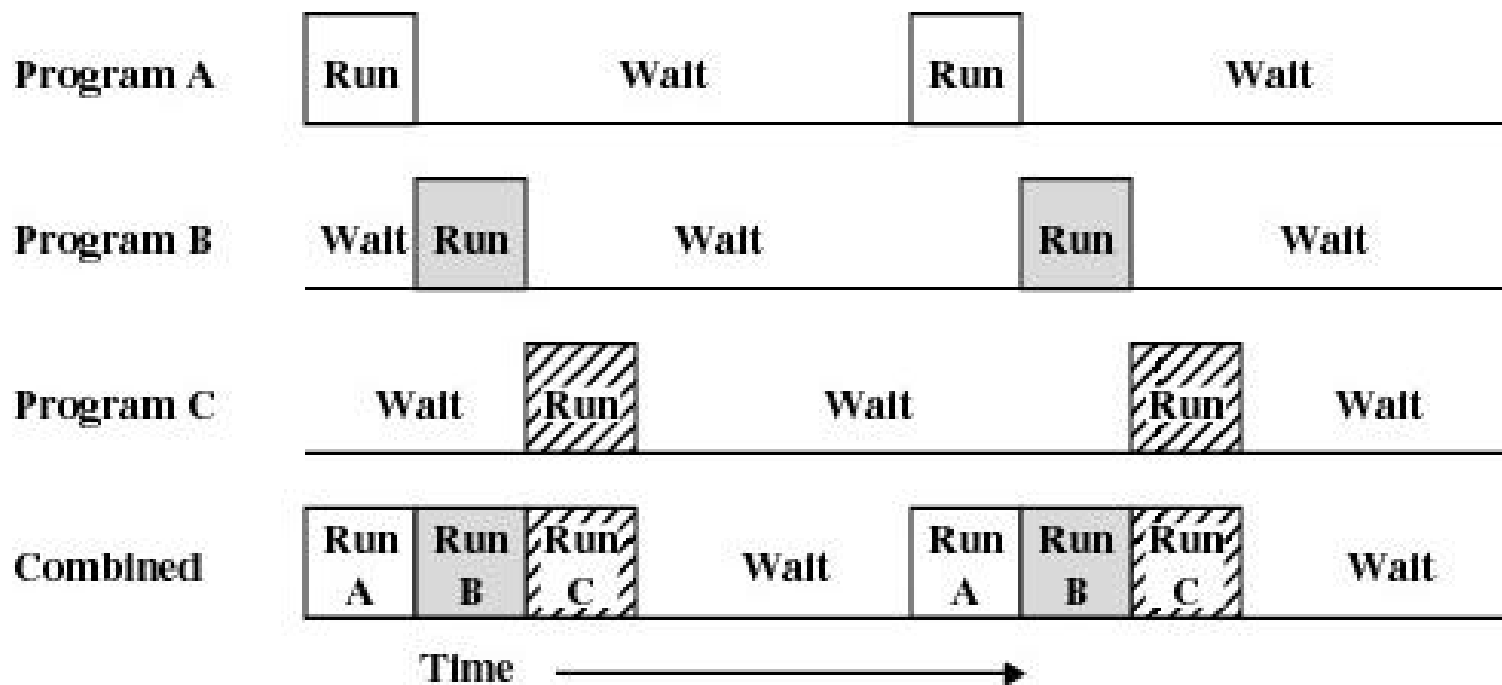 Program A Run Wait Run Wait
Program B Wait Run Wait Run Wait
Program C Wait Run Wait Run Wait
Combined Run A Run B Run C Wait Run A Run B Run C Wait
Time